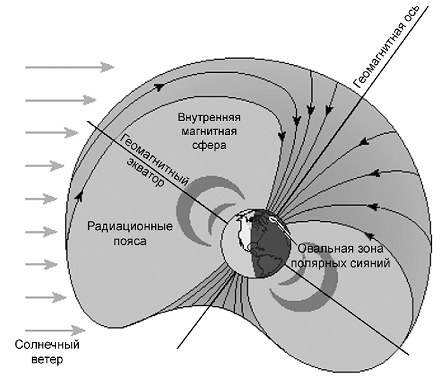 Геомагнитная ось
Внутренняя
магнитная
сфера
Геомагнитный
экватор
Радиационные
пояса
Овальная зона
полярных сияний
Солнечный
ветер